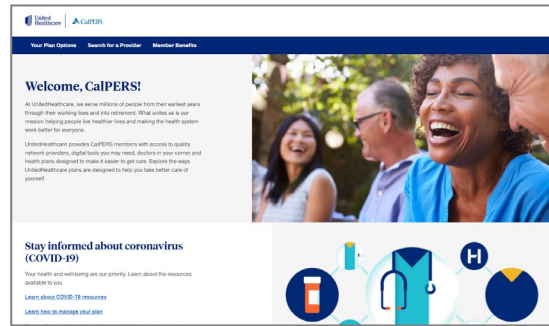 United
Healthcare
CalPERS
Your Plan Options Search for a Provider Member Benefits
Welcome, CalPERS!
At UnitedHealthcare, we serve millions of people from their earliest years
through their working lives and into retirement. What unites us is our
mission helping people live healthier lives and making the health system
work better for everyone.
UnitedHealthcare provides CalPERS members with access to quality
network providers, digital tools you may need, doctors in your corner and
health plans designed to make it easier to get care. Explore the ways
UnitedHealthcare plans are designed to help you take better care of
yourself.
Stay informed about coronavirus
(COVID-19)
Your health and well-being are our priority. Learn about the resources
available to you.
Learn about COVID-19 resources
Learn how to manage your plan
H